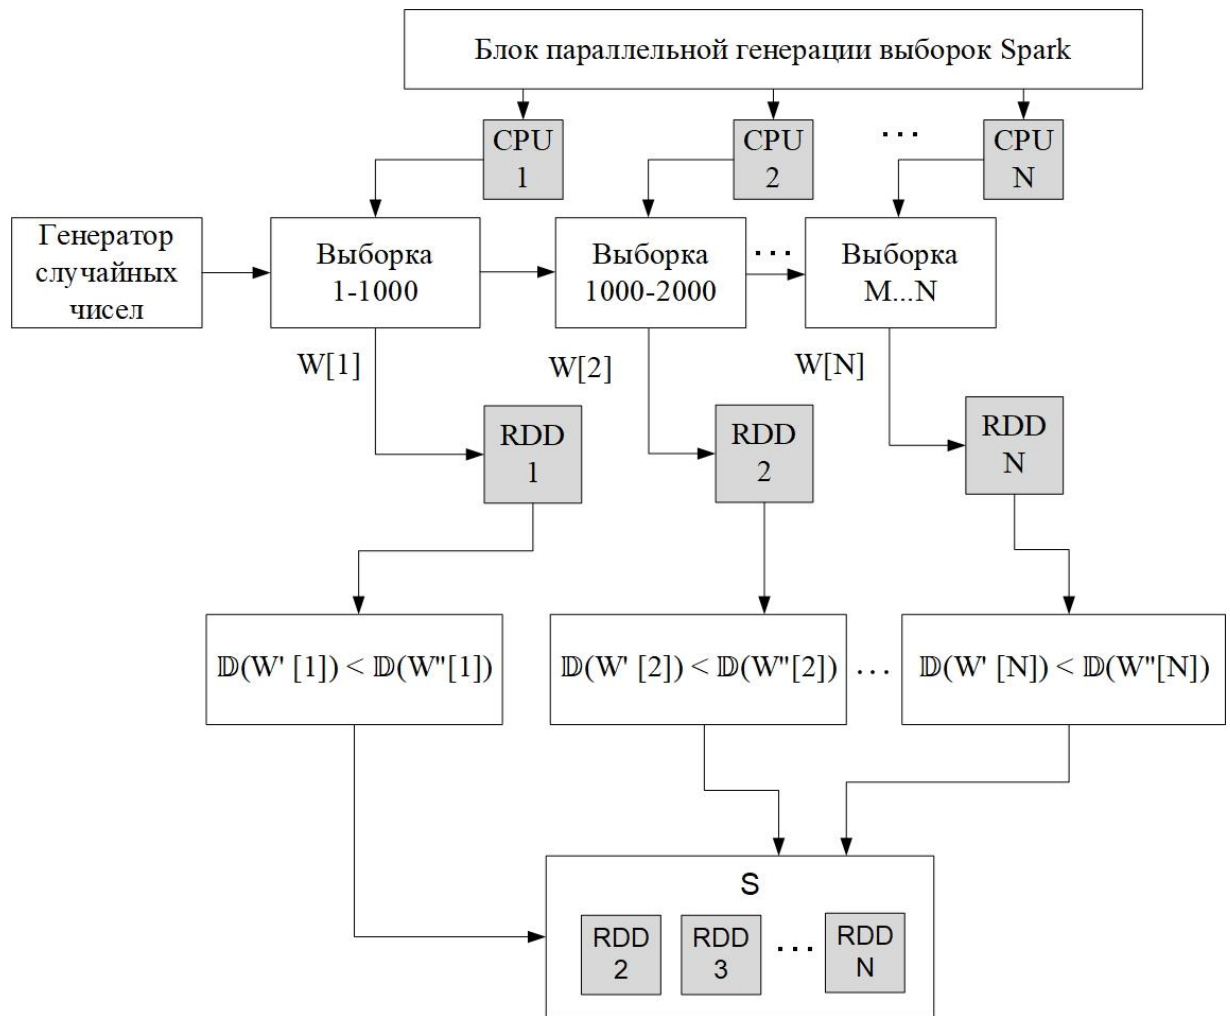 Блок параллельной генерации выборок Spark
CPU
1
CPU
2
...
CPU
N
Генератор
случайных
чисел
Выборка
1-1000
Выборка
1000-2000
...
Выборка
M...N
W[1]
W[2]
W[N]
RDD
1
RDD
2
RDD
N
𝔻(W' [1]) < 𝔻(W"[1])
𝔻(W' [2]) < 𝔻(W"[2])
...
𝔻(W' [N]) < 𝔻(W"[N])
S
RDD
2
RDD
3
...
RDD
N